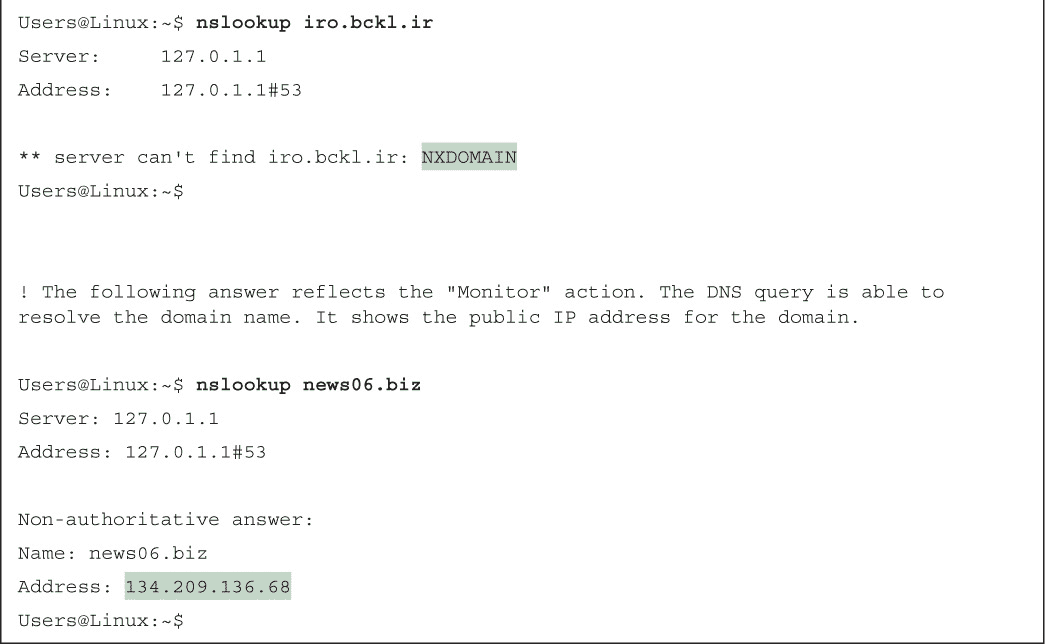 Users@Linux:~$ nslookup iro.bckl.ir
Server:     127.0.1.1
Address:    127.0.1.1#53
** server can't find iro.bckl.ir: NXDOMAIN
Users@Linux:~$
! The following answer reflects the "Monitor" action. The DNS query is able to
resolve the domain name. It shows the public IP address for the domain.
Users@Linux:~$ nslookup news06.biz
Server: 127.0.1.1
Address: 127.0.1.1#53
Non-authoritative answer:
Name: news06.biz
Address: 134.209.136.68
Users@Linux:~$